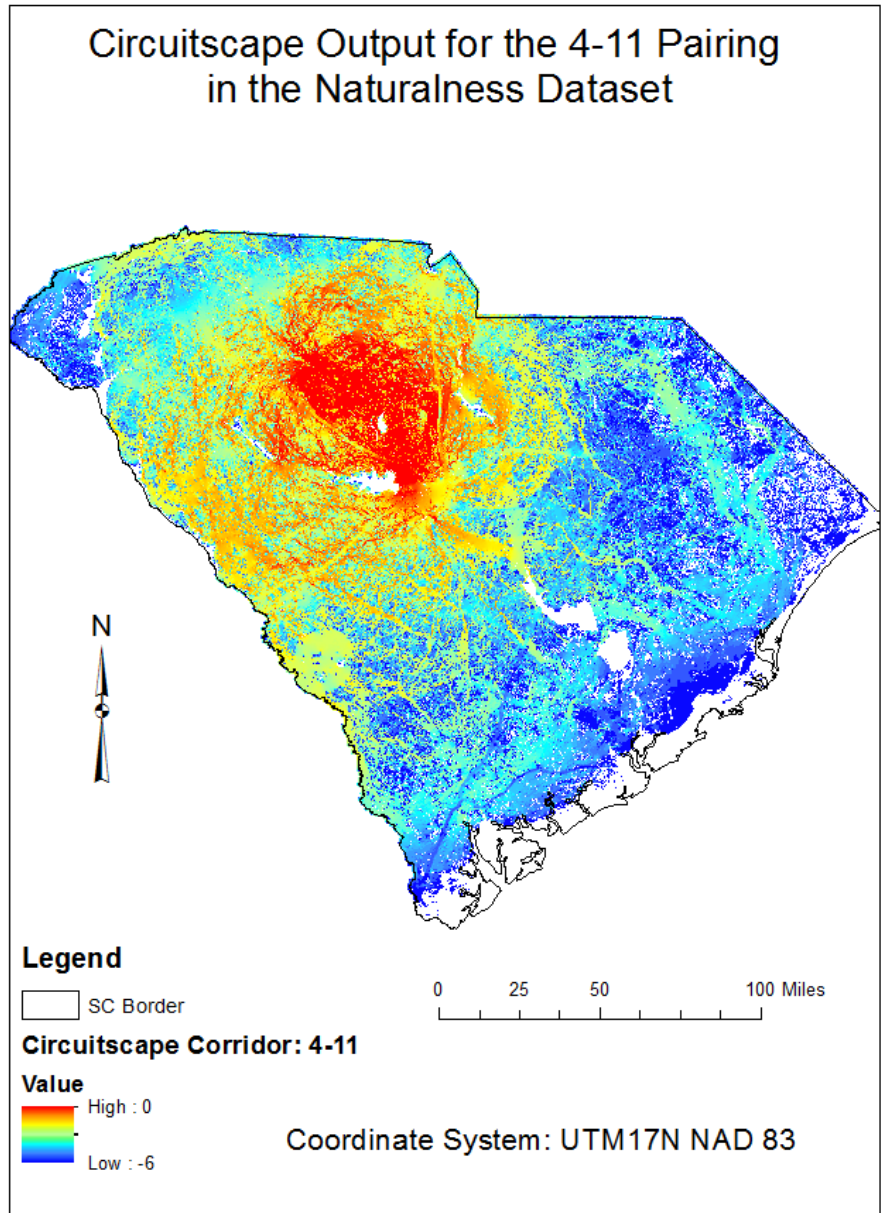 Circuitscape Output for the 4-11 Pairing
in the Naturalness Dataset
N
Legend
SC Border
Circuitscape Corridor: 4-11
Value
High : 0
Low : -6
0 25 50 100 Miles
Coordinate System: UTM17N NAD 83